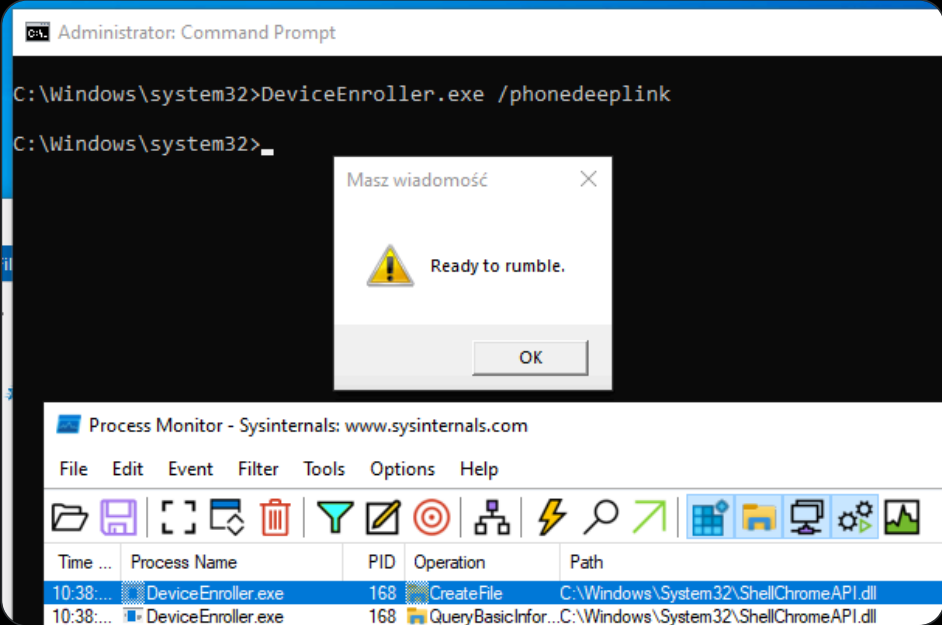 Administrator: Command Prompt
C:\Windows\system32>DeviceEnroller.exe /phonedeeplink
C:\Windows\system32>
Masz wiadomość
Ready to rumble.
OK
Process Monitor - Sysinternals: www.sysinternals.com
File Edit Event Filter Tools Options Help
Time ... Process Name PID Operation Path
10:38:... DeviceEnroller.exe 168 CreateFile C:\Windows\System32\ShellChromeAPI.dll
10:38:... DeviceEnroller.exe 168 QueryBasicInfor... C:\Windows\System32\ShellChromeAPI.dll